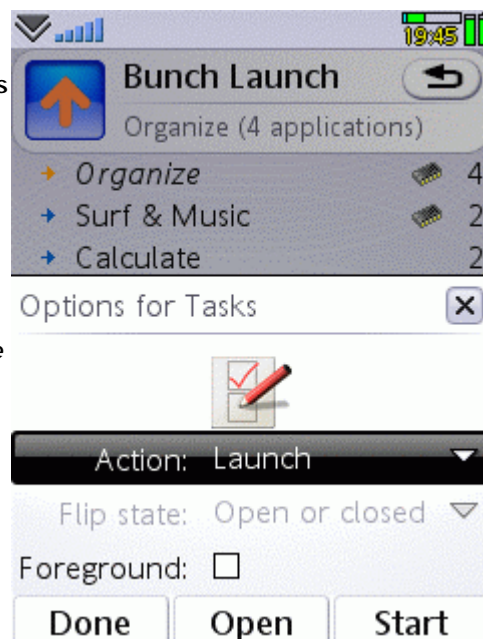 19:45
s
Bunch Launch
Organize (4 applications)
Organize 4
Surf & Music 2
Calculate 2
Options for Tasks
e
Action: Launch
Flip state: Open or closed
Foreground:
Done Open Start